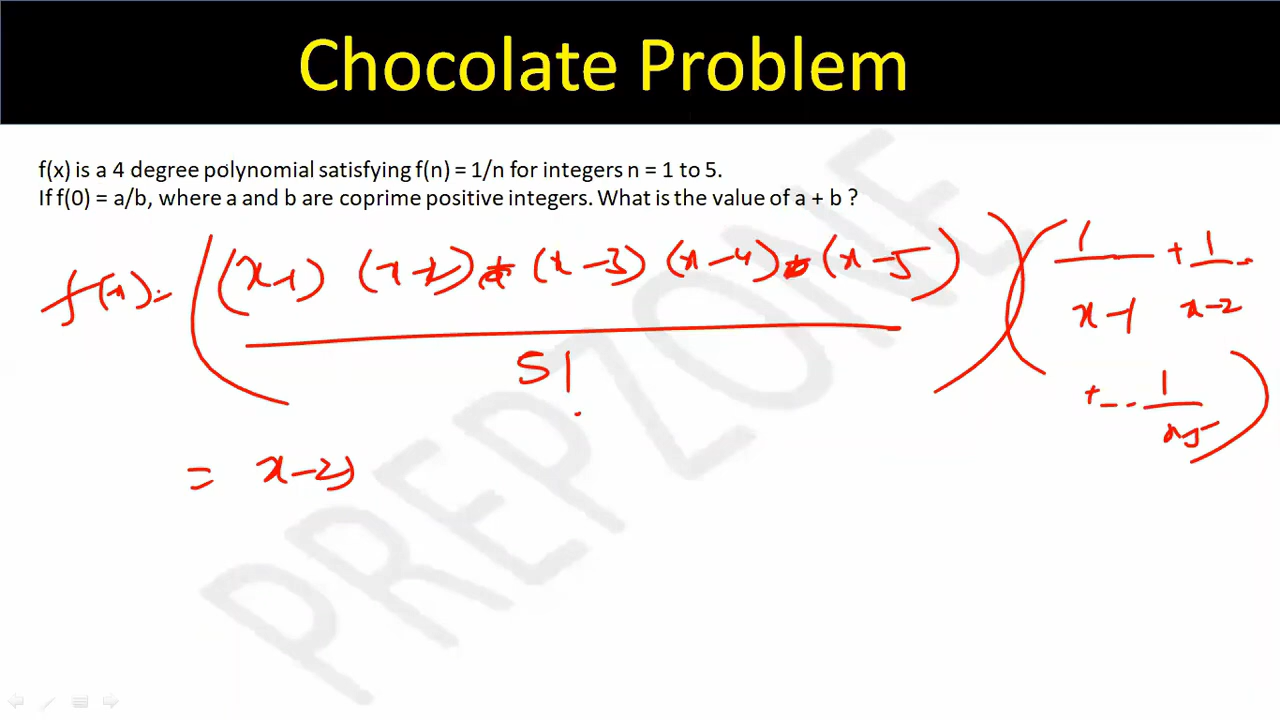 Chocolate Problem
f(x) is a 4 degree polynomial satisfying f(n) = 1/n for integers n = 1 to 5.
If f(0) = a/b, where a and b are coprime positive integers. What is the value of a + b ?
f(x) = ( (x-1) (x-2) * (x-3) (x-4) * (x-5) / 5! ) ( 1/x-1 + 1/x-2 + --- 1/x-5 )
= x-2)
PREPZONE